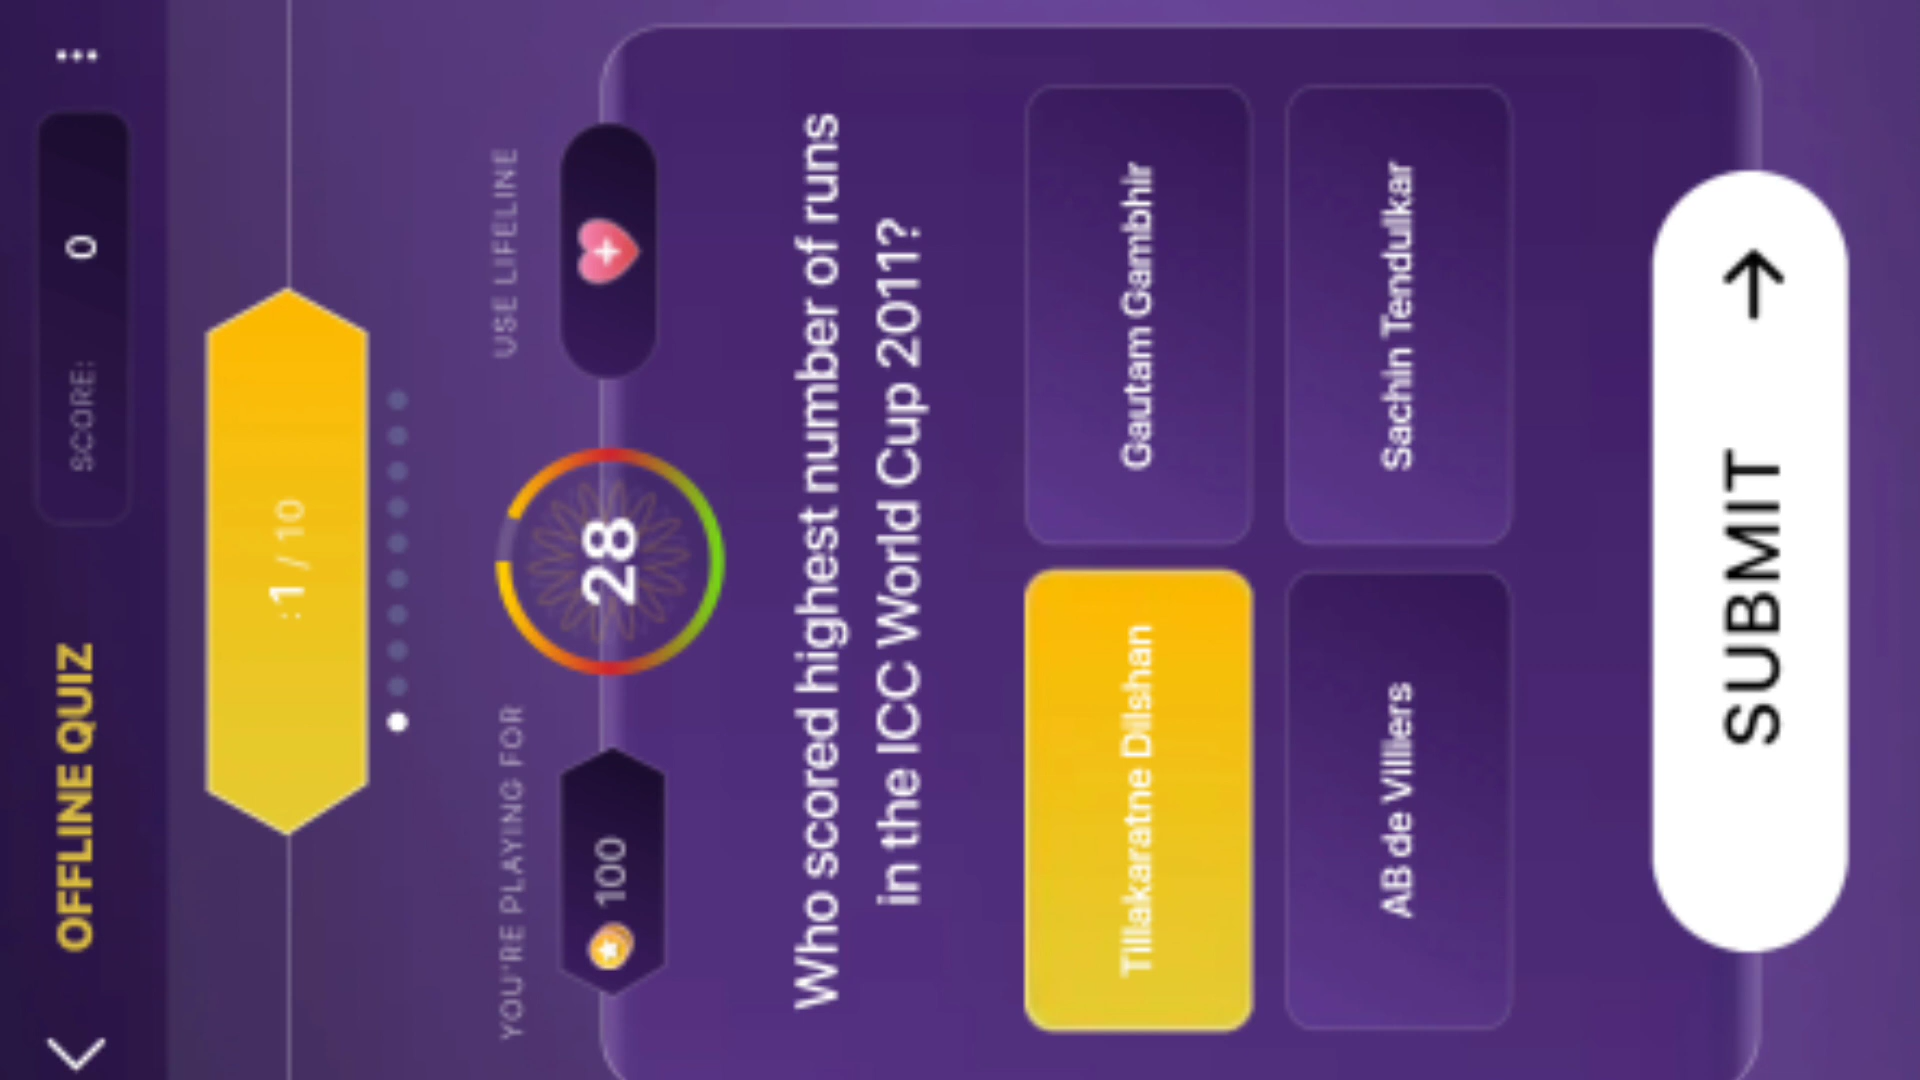 OFFLINE QUIZ
SCORE: 0
:1 / 10
YOU'RE PLAYING FOR
USE LIFELINE
100
28
Who scored highest number of runs
in the ICC World Cup 2011?
Tillakaratne Dilshan
Gautam Gambhir
AB de Villiers
Sachin Tendulkar
SUBMIT